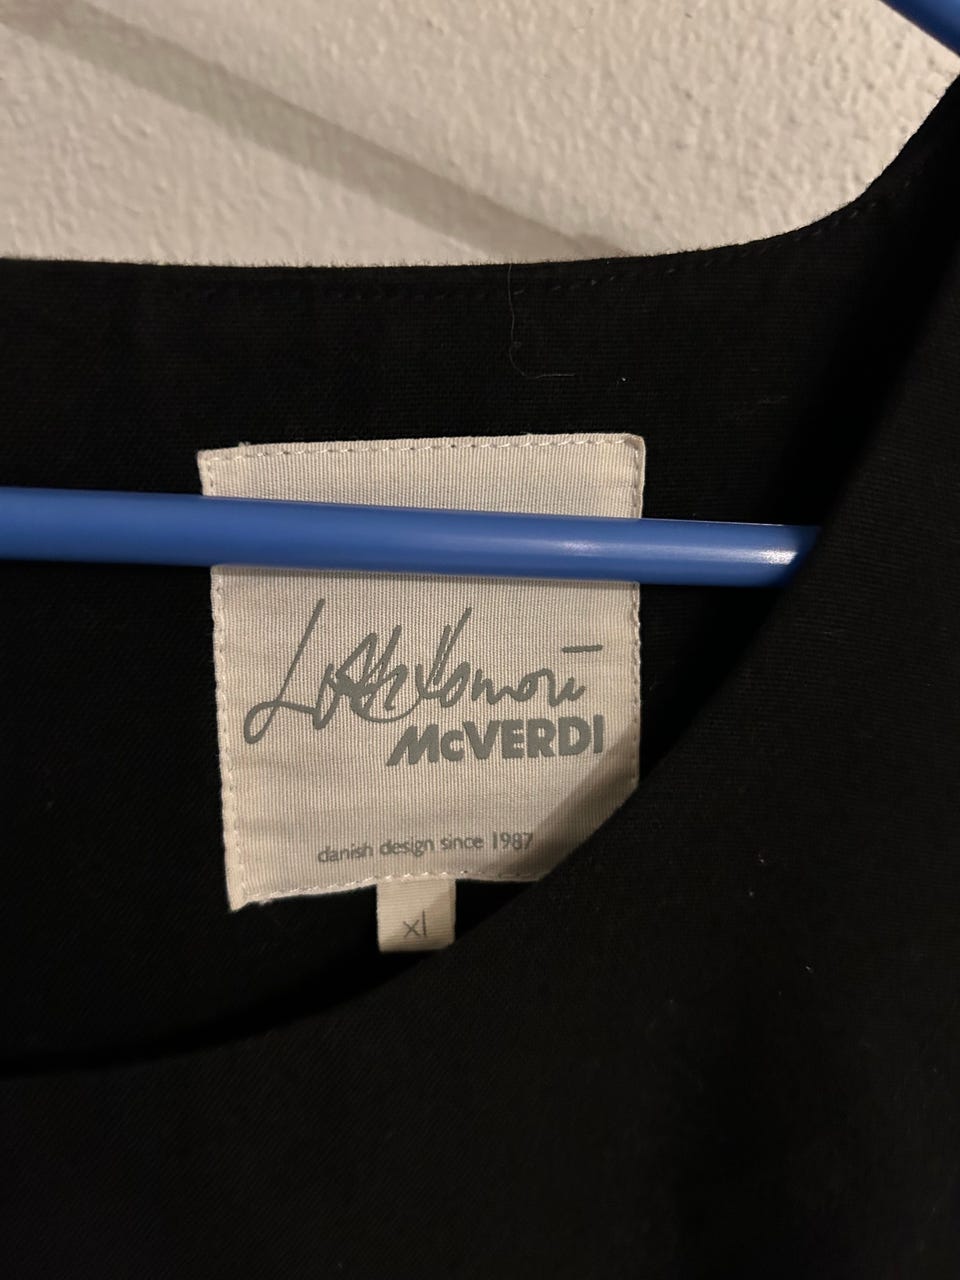 McVERDI
danish design since 1987
xl